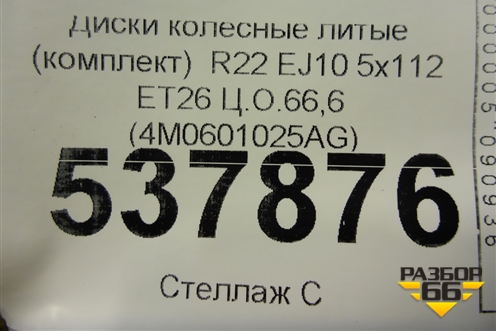 Диски колесные литые
(комплект) R22 EJ10 5x112
ET26 Ц.О.66,6
(4M0601025AG)
537876
Стеллаж С
РАЗБОР
66